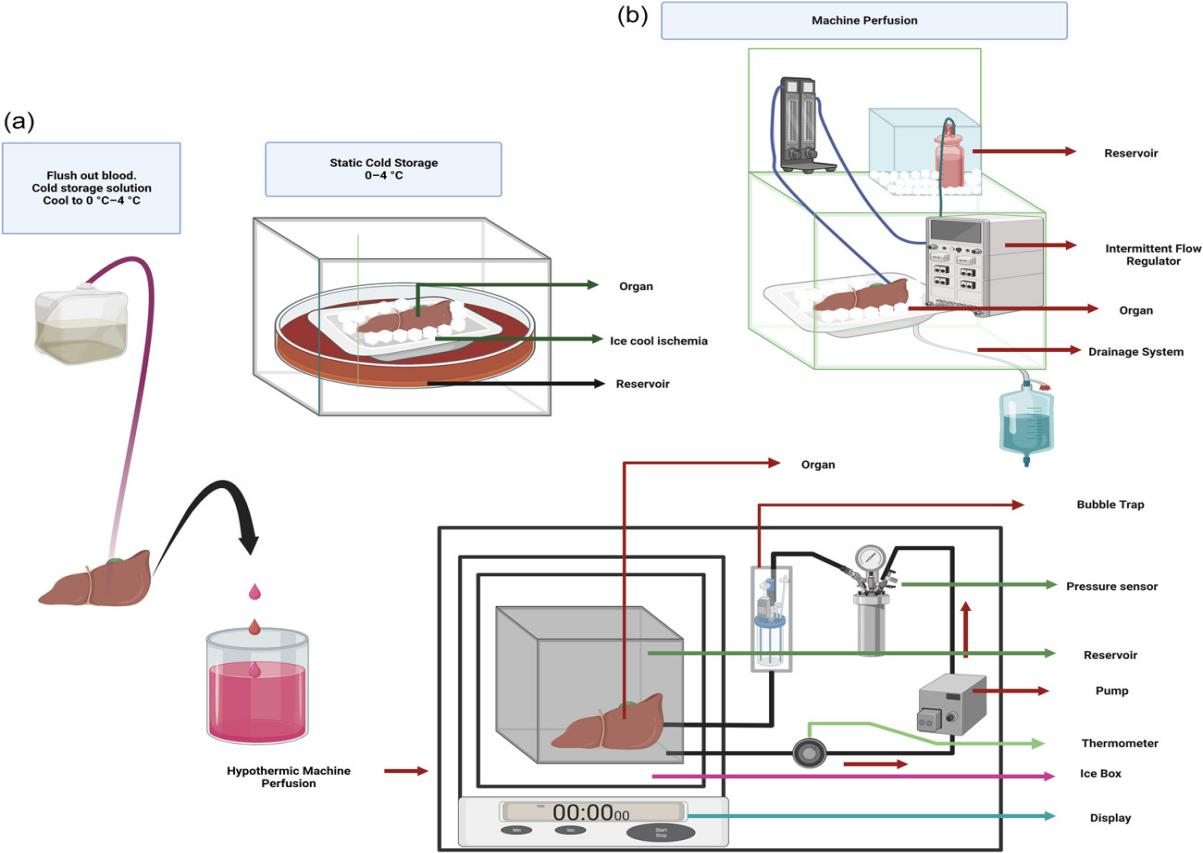 (a)
Flush out blood.
Cold storage solution
Cool to 0 °C–4 °C
Static Cold Storage
0–4 °C
Organ
Ice cool ischemia
Reservoir
(b)
Machine Perfusion
Reservoir
Intermittent Flow
Regulator
Organ
Drainage System
Hypothermic Machine
Perfusion
Organ
Bubble Trap
Pressure sensor
Reservoir
Pump
Thermometer
Ice Box
Display
00:00 00
Min
Sec
Start
Stop